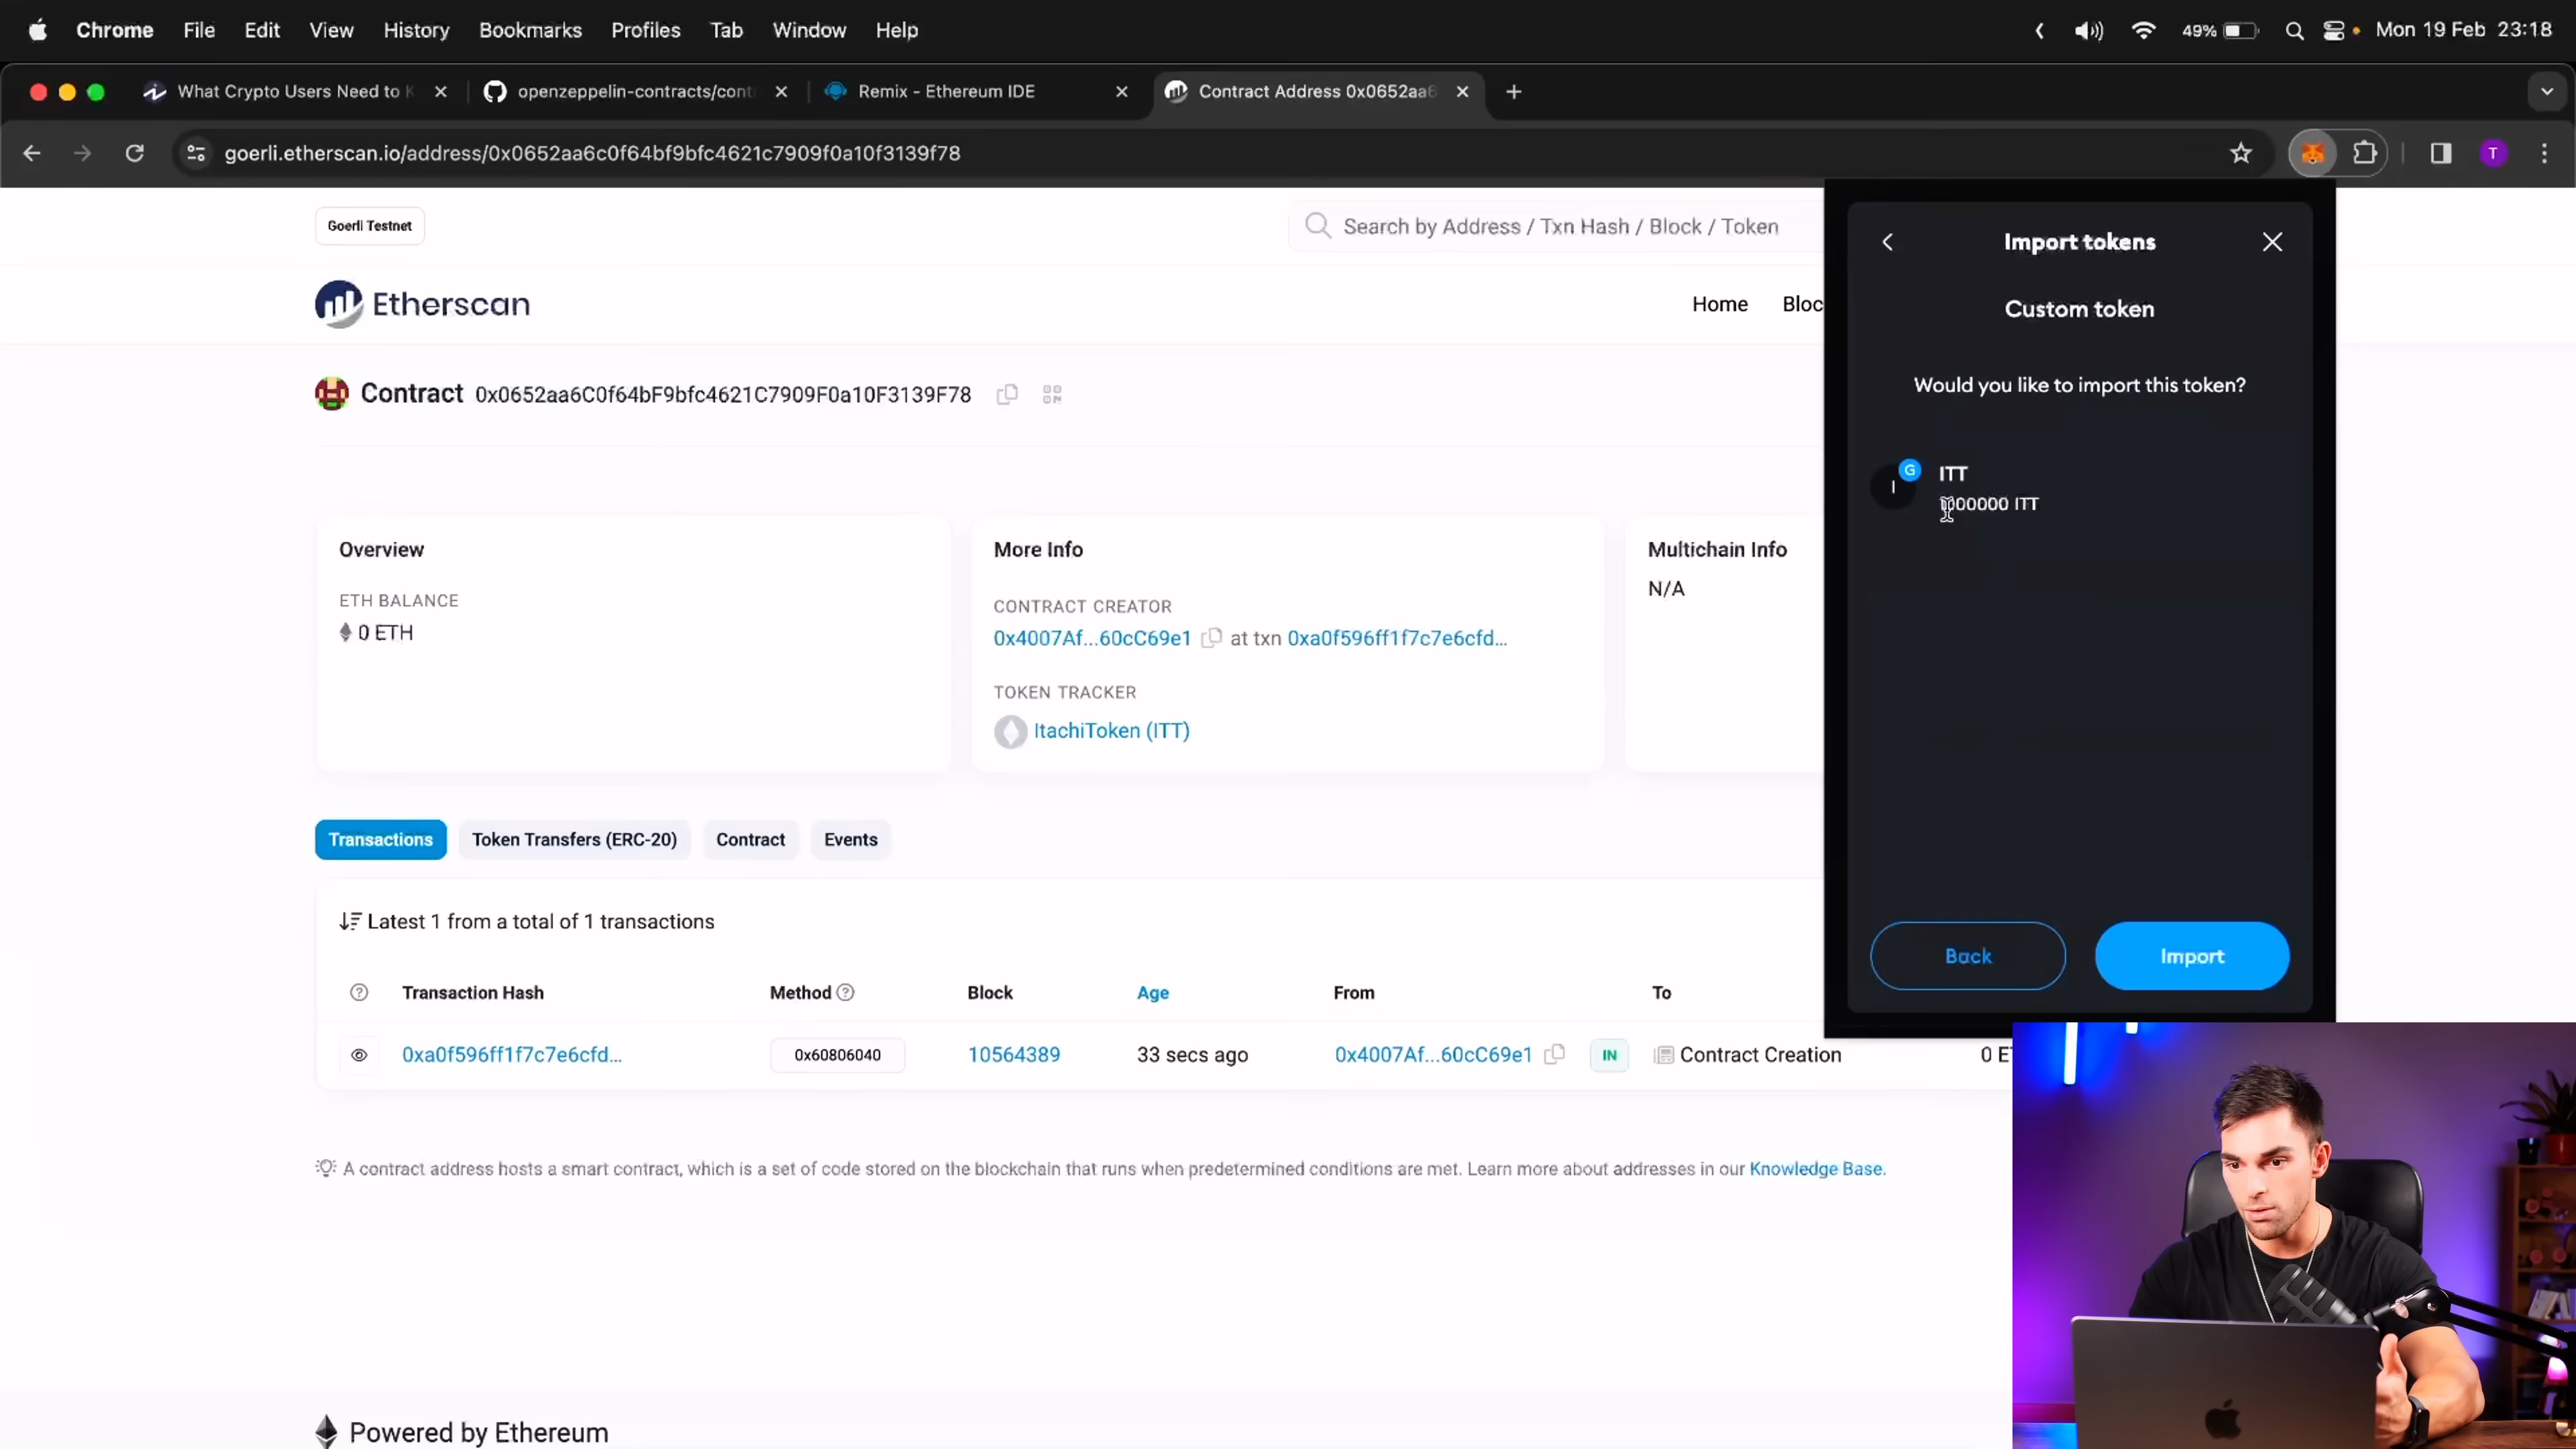 Chrome File Edit View History Bookmarks Profiles Tab Window Help 49% Mon 19 Feb 23:18
What Crypto Users Need to K openzeppelin-contracts/cont Remix - Ethereum IDE Contract Address 0x0652aa6
goerli.etherscan.io/address/0x0652aa6c0f64bf9bfc4621c7909f0a10f3139f78 T
Goerli Testnet
Search by Address / Txn Hash / Block / Token
Etherscan
Home Bloc
Contract 0x0652aa6C0f64bF9bfc4621C7909F0a10F3139F78
Overview
ETH BALANCE
0 ETH
More Info
CONTRACT CREATOR
0x4007Af...60cC69e1 at txn 0xa0f596ff1f7c7e6cfd...
TOKEN TRACKER
ItachiToken (ITT)
Multichain Info
N/A
Import tokens
Custom token
Would you like to import this token?
I G ITT
ITT
Back Import
Transactions Token Transfers (ERC-20) Contract Events
Latest 1 from a total of 1 transactions
Transaction Hash Method Block Age From To
0xa0f596ff1f7c7e6cfd... 0x60806040 10564389 33 secs ago 0x4007Af...60cC69e1 IN Contract Creation 0 
A contract address hosts a smart contract, which is a set of code stored on the blockchain that runs when predetermined conditions are met. Learn more about addresses in our Knowledge Base.
Powered by Ethereum